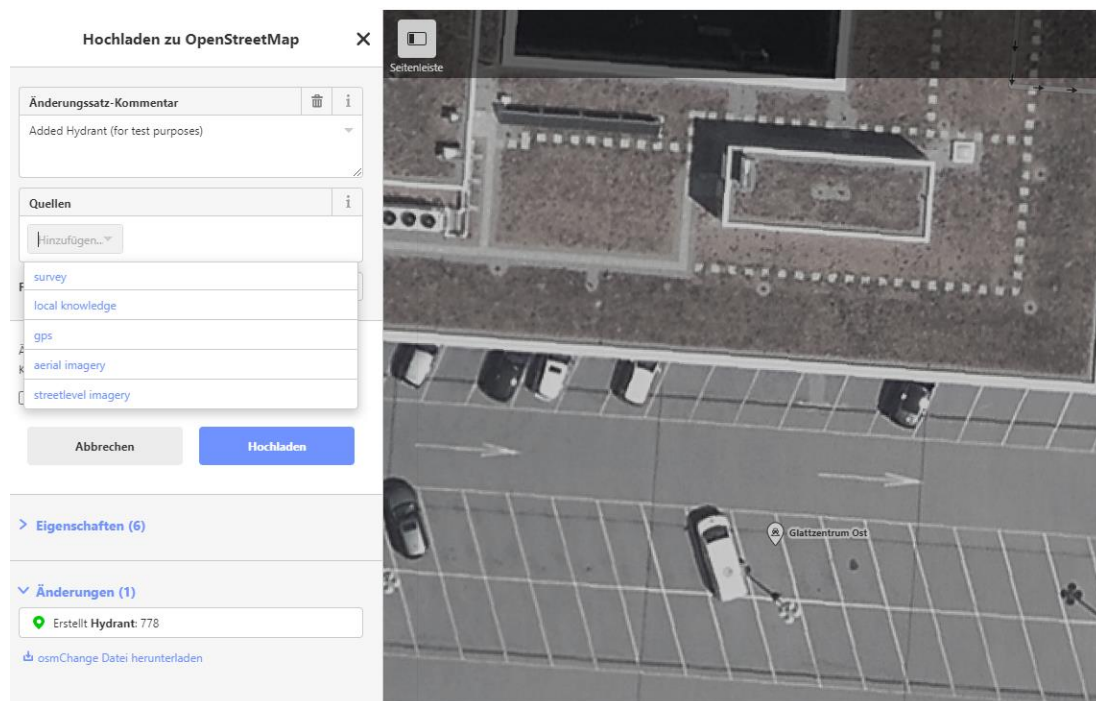 Hochladen zu OpenStreetMap
Seitenleiste
Änderungssatz-Kommentar
Added Hydrant (for test purposes)
Quellen
Hinzufügen...
survey
local knowledge
gps
aerial imagery
streetlevel imagery
Abbrechen
Hochladen
Eigenschaften (6)
Glattzentrum Ost
Änderungen (1)
Erstellt Hydrant: 778
osmChange Datei herunterladen